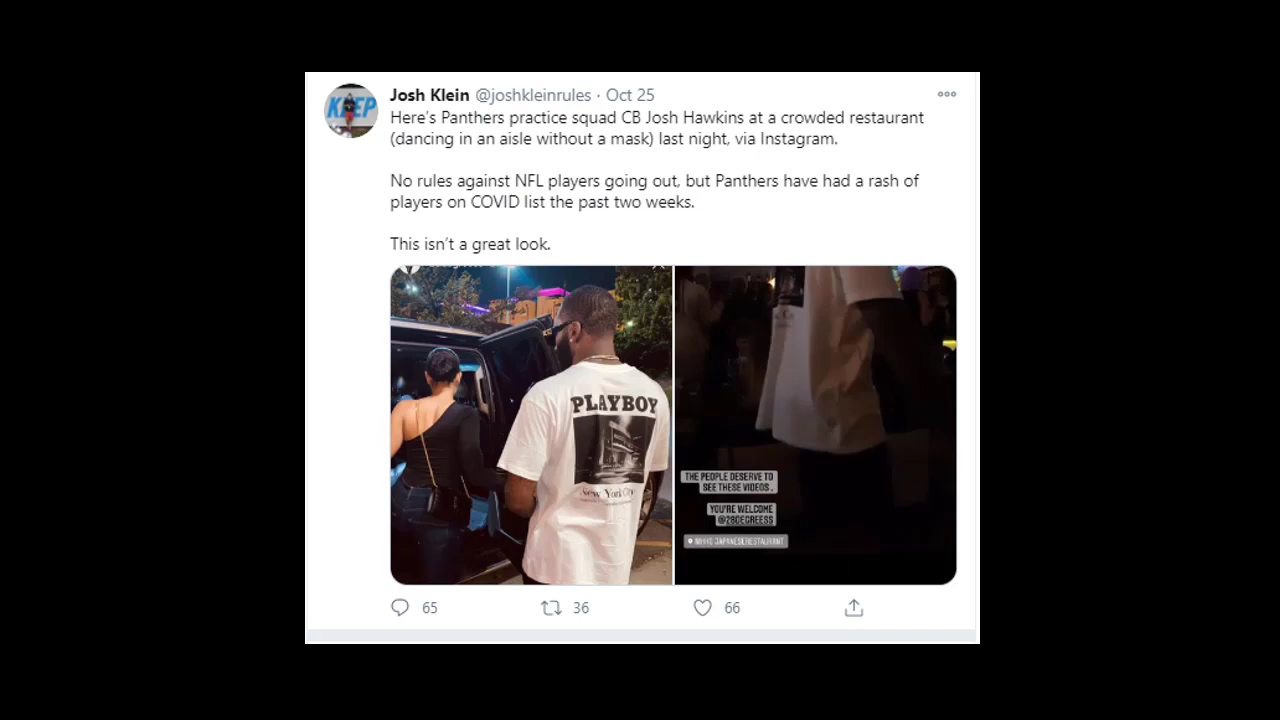 Josh Klein @joshkleinrules · Oct 25
Here's Panthers practice squad CB Josh Hawkins at a crowded restaurant
(dancing in an aisle without a mask) last night, via Instagram.
No rules against NFL players going out, but Panthers have had a rash of
players on COVID list the past two weeks.
This isn't a great look.
PLAYBOY
New York City
THE PEOPLE DESERVE TO
SEE THESE VIDEOS.
YOU'RE WELCOME
@28DEGREESS
JAPANESERESTAURANT
65 36 66